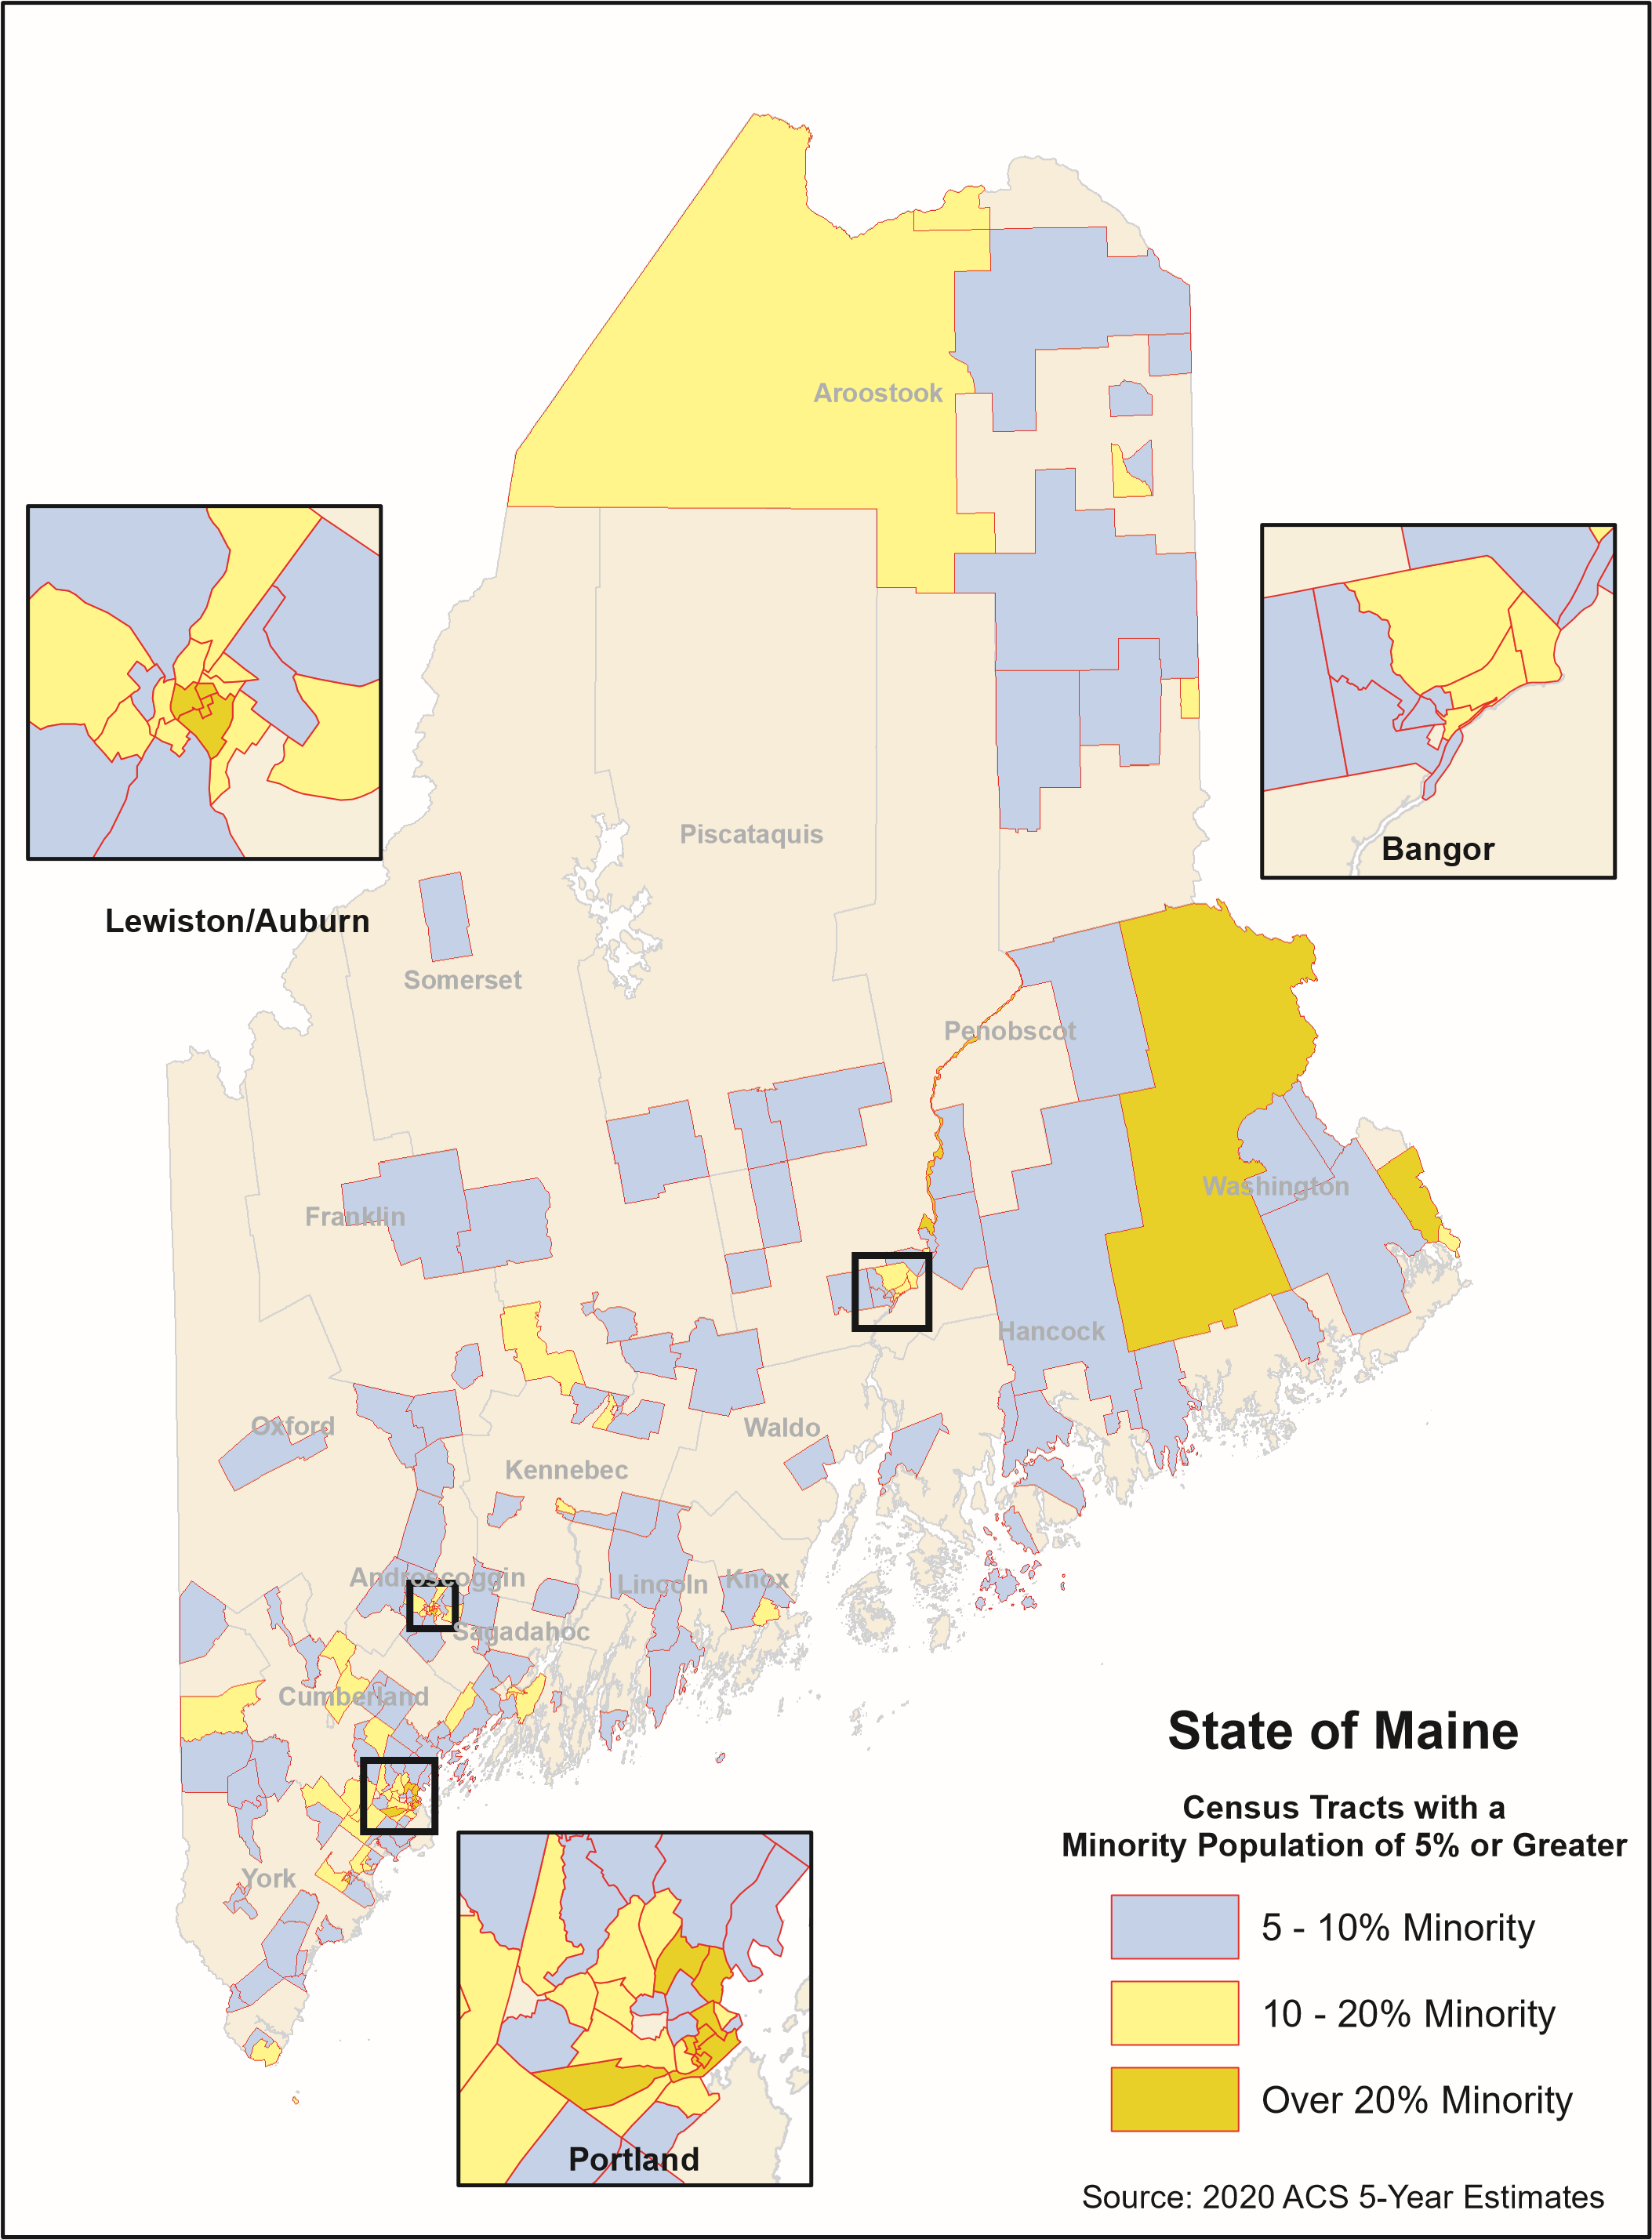 Aroostook
Piscataquis
Bangor
Lewiston/Auburn
Somerset
Penobscot
Washington
Franklin
Hancock
Oxford
Waldo
Kennebec
Androscoggin
Lincoln
Knox
Sagadahoc
Cumberland
York
Portland
State of Maine
Census Tracts with a
Minority Population of 5% or Greater
5 - 10% Minority
10 - 20% Minority
Over 20% Minority
Source: 2020 ACS 5-Year Estimates